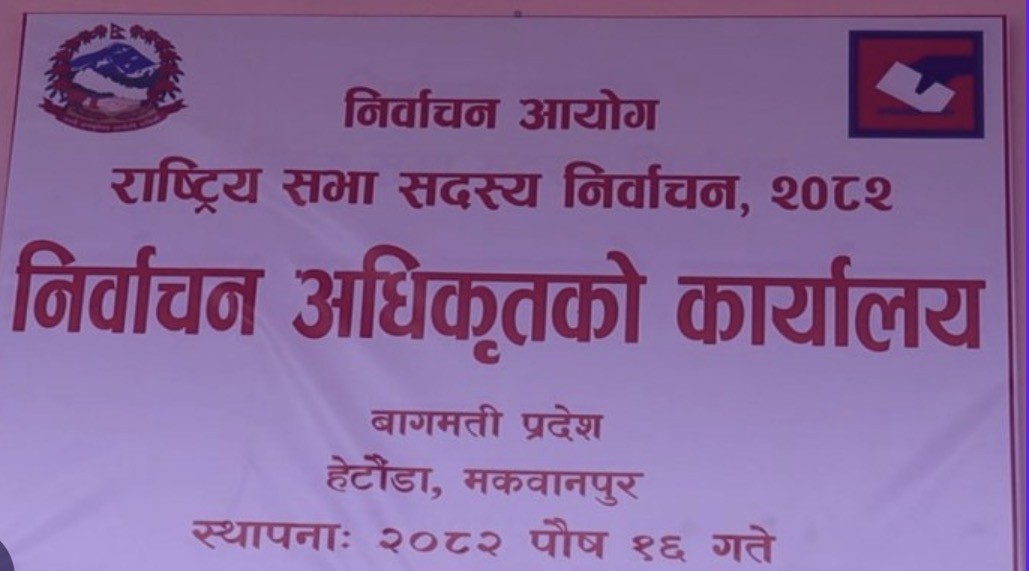 निर्वाचन आयोग
राष्ट्रिय सभा सदस्य निर्वाचन, २०८२
निर्वाचन अधिकृतको कार्यालय
बागमती प्रदेश
हेटौंडा, मकवानपुर
स्थापनाः २०८२ पौष १६ गते